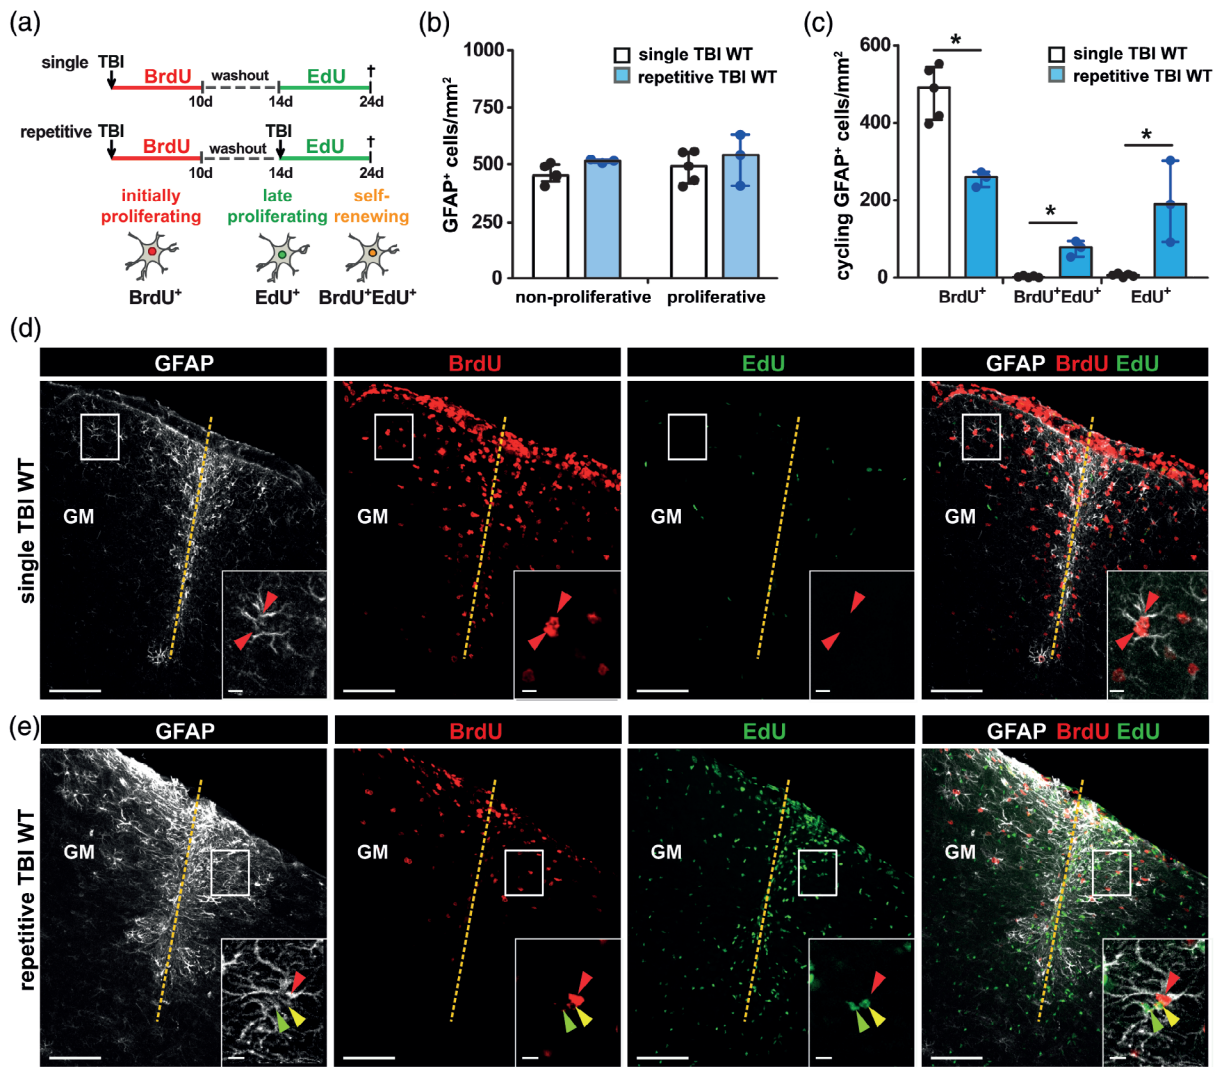 (a)
single TBI
BrdU washout EdU †
10d 14d 24d
repetitive TBI TBI
BrdU washout EdU †
10d 14d 24d
initially proliferating
late proliferating
self-renewing
BrdU⁺ EdU⁺ BrdU⁺EdU⁺
(b)
GFAP⁺ cells/mm²
1000
750
500
250
0
single TBI WT
repetitive TBI WT
non-proliferative proliferative
(c)
cycling GFAP⁺ cells/mm²
600
400
200
0
single TBI WT
repetitive TBI WT
* * *
BrdU⁺ BrdU⁺EdU⁺ EdU⁺
(d)
single TBI WT
GFAP BrdU EdU GFAP BrdU EdU
GM GM GM GM
(e)
repetitive TBI WT
GFAP BrdU EdU GFAP BrdU EdU
GM GM GM GM